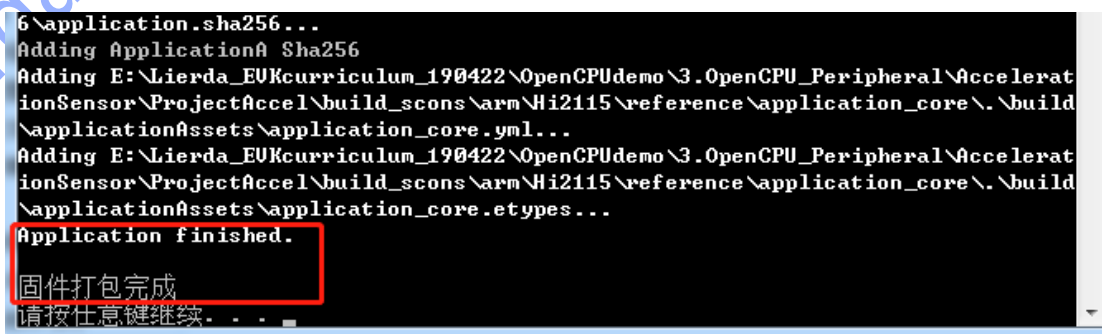 6\application.sha256...
Adding ApplicationA Sha256
Adding E:\Lierda_EVKcurriculum_190422\OpenCPUdemo\3.OpenCPU_Peripheral\Accelerat
ionSensor\ProjectAccel\build_scons\arm\Hi2115\reference\application_core\.\build
\applicationAssets\application_core.yml...
Adding E:\Lierda_EVKcurriculum_190422\OpenCPUdemo\3.OpenCPU_Peripheral\Accelerat
ionSensor\ProjectAccel\build_scons\arm\Hi2115\reference\application_core\.\build
\applicationAssets\application_core.etypes...
Application finished.
固件打包完成
请按任意键继续. . .